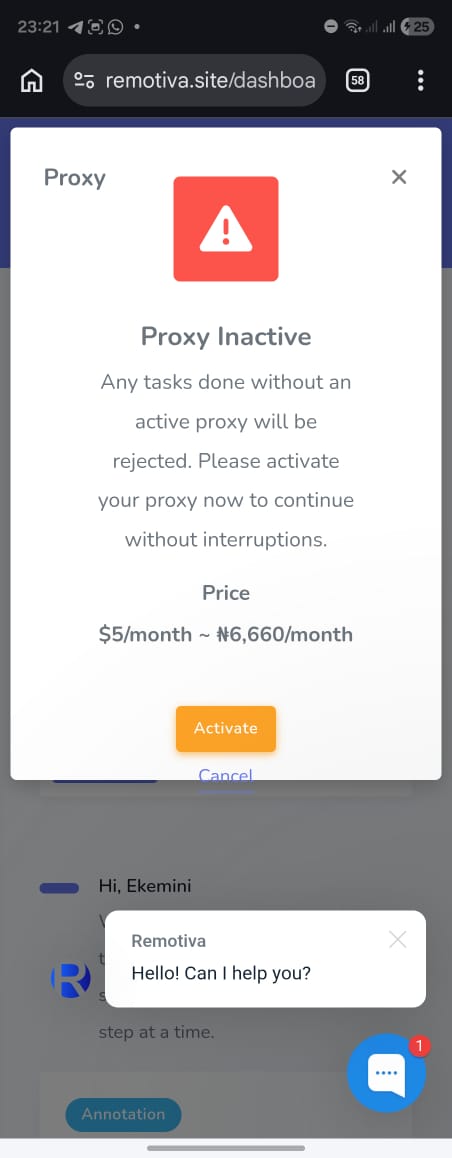 23:21
25
remotiva.site/dashboa
58
Proxy
Proxy Inactive
Any tasks done without an
active proxy will be
rejected. Please activate
your proxy now to continue
without interruptions.
Price
$5/month ~ ₦6,660/month
Activate
Cancel
Hi, Ekemini
Remotiva
Hello! Can I help you?
step at a time.
1
Annotation